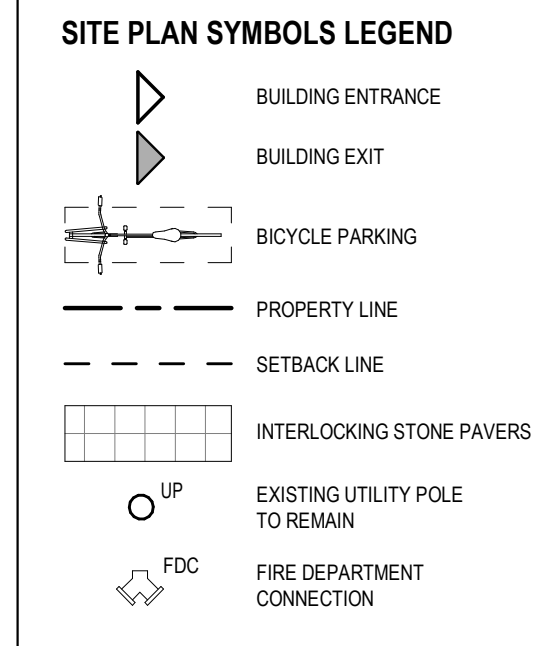 SITE PLAN SYMBOLS LEGEND
BUILDING ENTRANCE
BUILDING EXIT
BICYCLE PARKING
PROPERTY LINE
SETBACK LINE
INTERLOCKING STONE PAVERS
UP
EXISTING UTILITY POLE
TO REMAIN
FDC
FIRE DEPARTMENT
CONNECTION